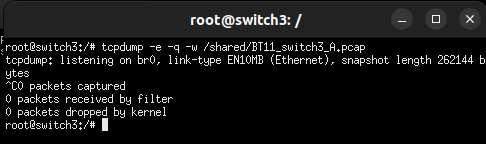 root@switch3: /
root@switch3:/# tcpdump -e -q -w /shared/BT11_switch3_A.pcap
tcpdump: listening on br0, link-type EN10MB (Ethernet), snapshot length 262144 b
ytes
^C0 packets captured
0 packets received by filter
0 packets dropped by kernel
root@switch3:/#